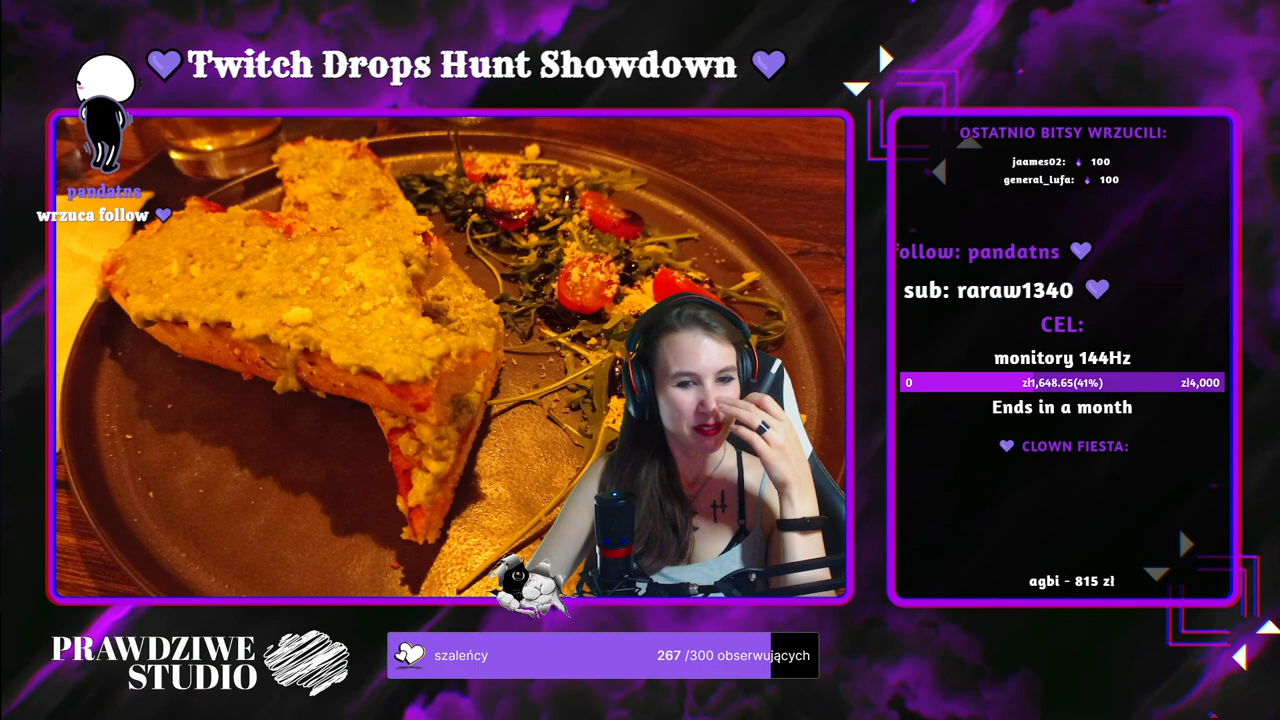 Twitch Drops Hunt Showdown
pandatns
wrzuca follow
OSTATNIO BITSY WRZUCILI:
jaames02: 100
general_lufa: 100
follow: pandatns
sub: raraw1340
CEL:
monitory 144Hz
0 zł1,648.65(41%) zł4,000
Ends in a month
CLOWN FIESTA:
agbi - 815 zł
PRAWDZIWE
STUDIO
szaleńcy 267 /300 obserwujących